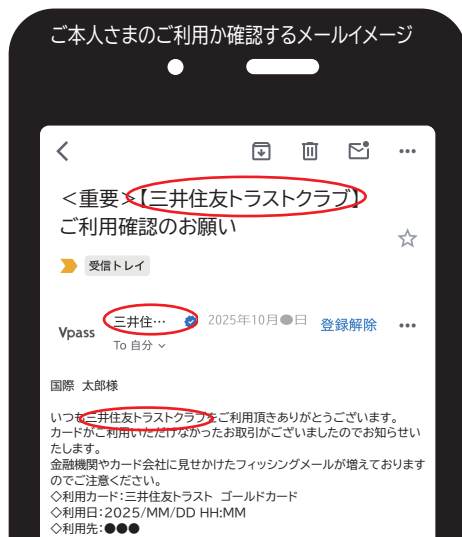 ご本人さまのご利用か確認するメールイメージ
<重要>【三井住友トラストクラブ】
ご利用確認のお願い
受信トレイ
Vpass
三井住… 2025年10月●日 登録解除
To 自分
国際 太郎様
いつも三井住友トラストクラブをご利用頂きありがとうございます。
カードがご利用いただけなかったお取引がございましたのでお知らせい
たします。
金融機関やカード会社に見せかけたフィッシングメールが増えております
のでご注意ください。
◇利用カード:三井住友トラスト ゴールドカード
◇利用日:2025/MM/DD HH:MM
◇利用先:●●●